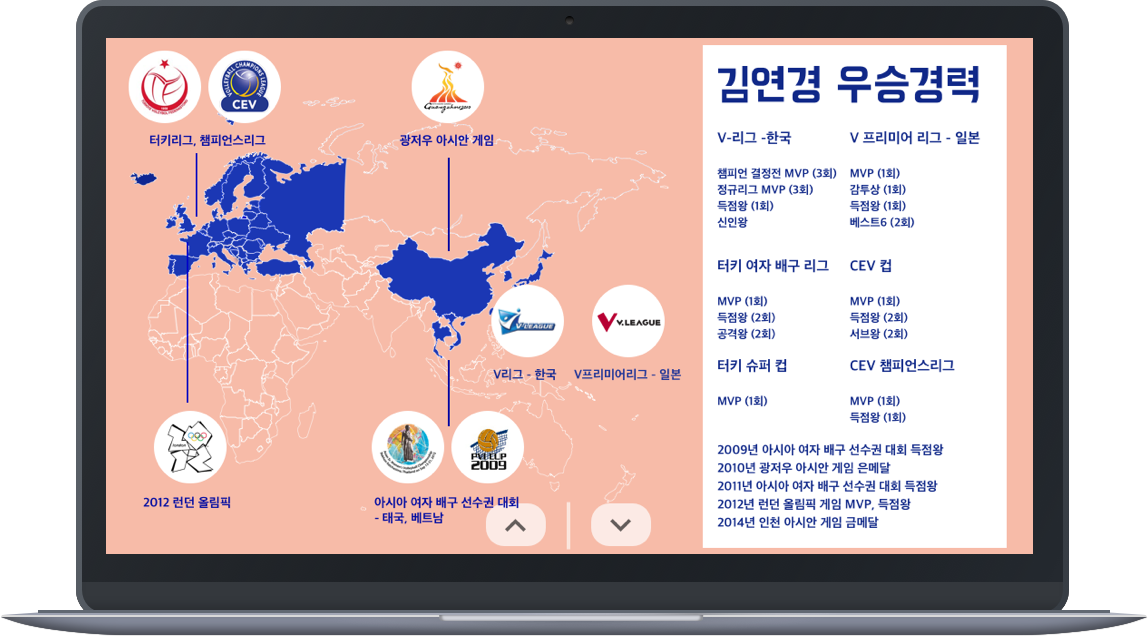 VOLLEYBALL CHAMPIONS LEAGUE
CEV
터키리그, 챔피언스리그
Guangzhou 2010
광저우 아시안 게임
V-LEAGUE
V.LEAGUE
V리그 - 한국
V프리미어리그 - 일본
london
2012 런던 올림픽
2009
아시아 여자 배구 선수권 대회
- 태국, 베트남
김연경 우승경력
V-리그 -한국
챔피언 결정전 MVP (3회)
정규리그 MVP (3회)
득점왕 (1회)
신인왕
V 프리미어 리그 - 일본
MVP (1회)
감투상 (1회)
득점왕 (1회)
베스트6 (2회)
터키 여자 배구 리그
MVP (1회)
득점왕 (2회)
공격왕 (2회)
CEV 컵
MVP (1회)
득점왕 (2회)
서브왕 (2회)
터키 슈퍼 컵
MVP (1회)
CEV 챔피언스리그
MVP (1회)
득점왕 (1회)
2009년 아시아 여자 배구 선수권 대회 득점왕
2010년 광저우 아시안 게임 은메달
2011년 아시아 여자 배구 선수권 대회 득점왕
2012년 런던 올림픽 게임 MVP, 득점왕
2014년 인천 아시안 게임 금메달